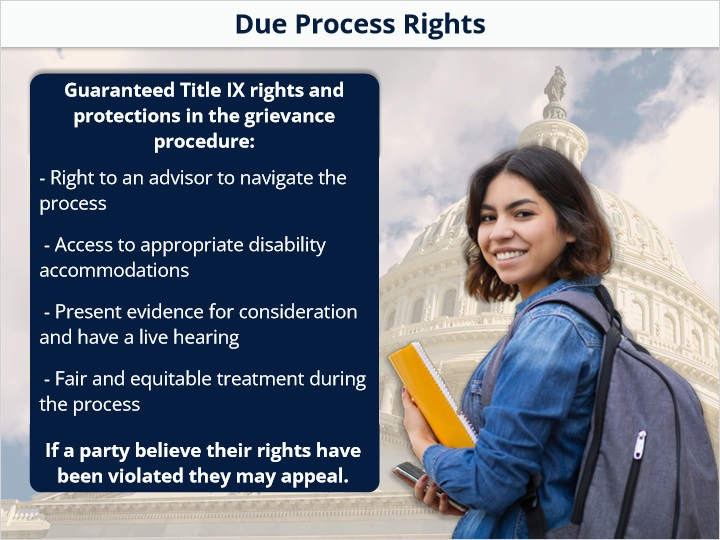 Due Process Rights
Guaranteed Title IX rights and
protections in the grievance
procedure:
- Right to an advisor to navigate the
process
- Access to appropriate disability
accommodations
- Present evidence for consideration
and have a live hearing
- Fair and equitable treatment during
the process
If a party believe their rights have
been violated they may appeal.